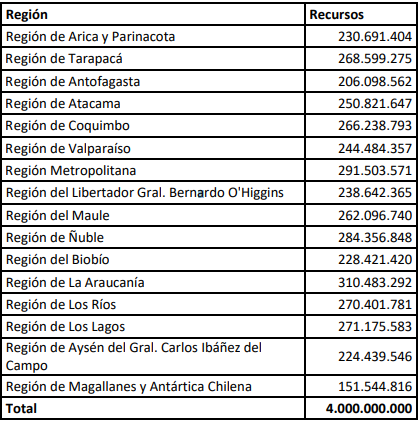 Región Recursos
Región de Arica y Parinacota 230.691.404
Región de Tarapacá 268.599.275
Región de Antofagasta 206.098.562
Región de Atacama 250.821.647
Región de Coquimbo 266.238.793
Región de Valparaíso 244.484.357
Región Metropolitana 291.503.571
Región del Libertador Gral. Bernardo O'Higgins 238.642.365
Región del Maule 262.096.740
Región de Ñuble 284.356.848
Región del Biobío 228.421.420
Región de La Araucanía 310.483.292
Región de Los Ríos 270.401.781
Región de Los Lagos 271.175.583
Región de Aysén del Gral. Carlos Ibáñez del
Campo 224.439.546
Región de Magallanes y Antártica Chilena 151.544.816
Total 4.000.000.000